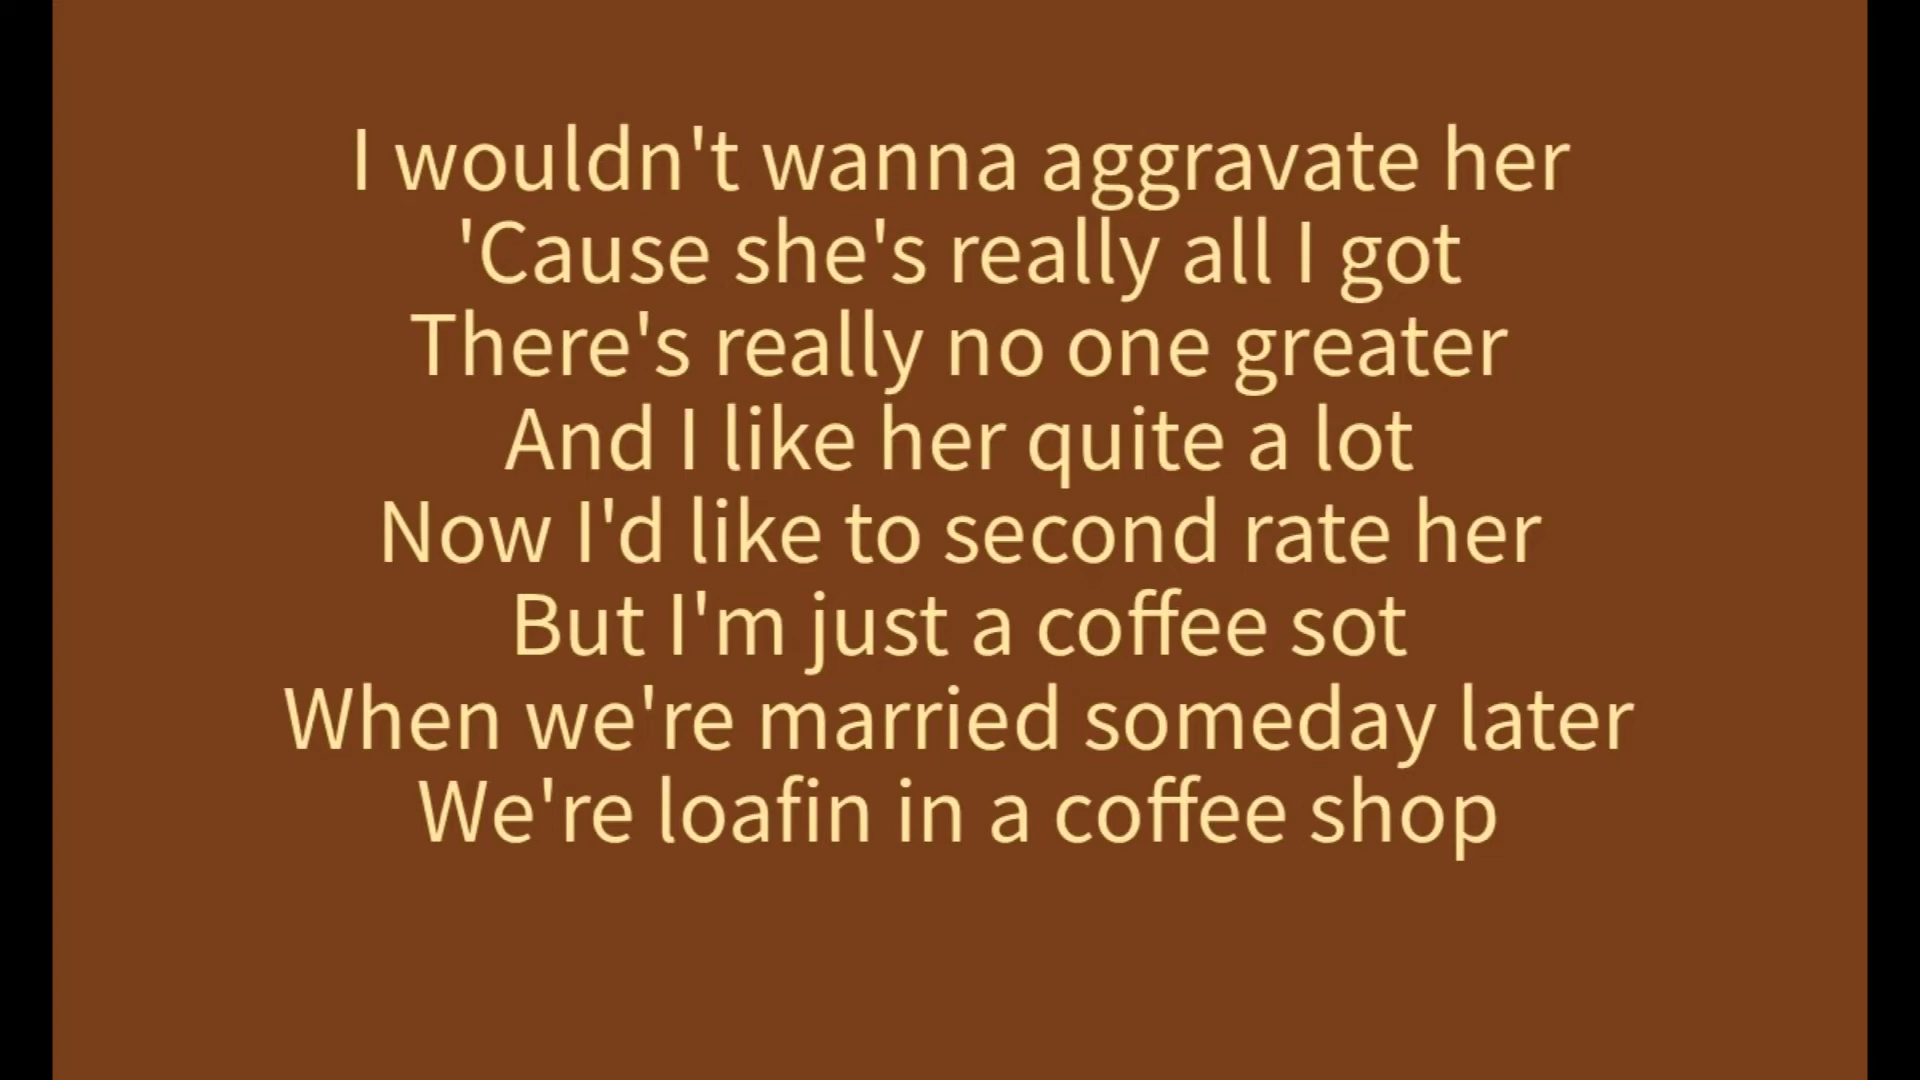 I wouldn't wanna aggravate her
'Cause she's really all I got
There's really no one greater
And I like her quite a lot
Now I'd like to second rate her
But I'm just a coffee sot
When we're married someday later
We're loafin in a coffee shop